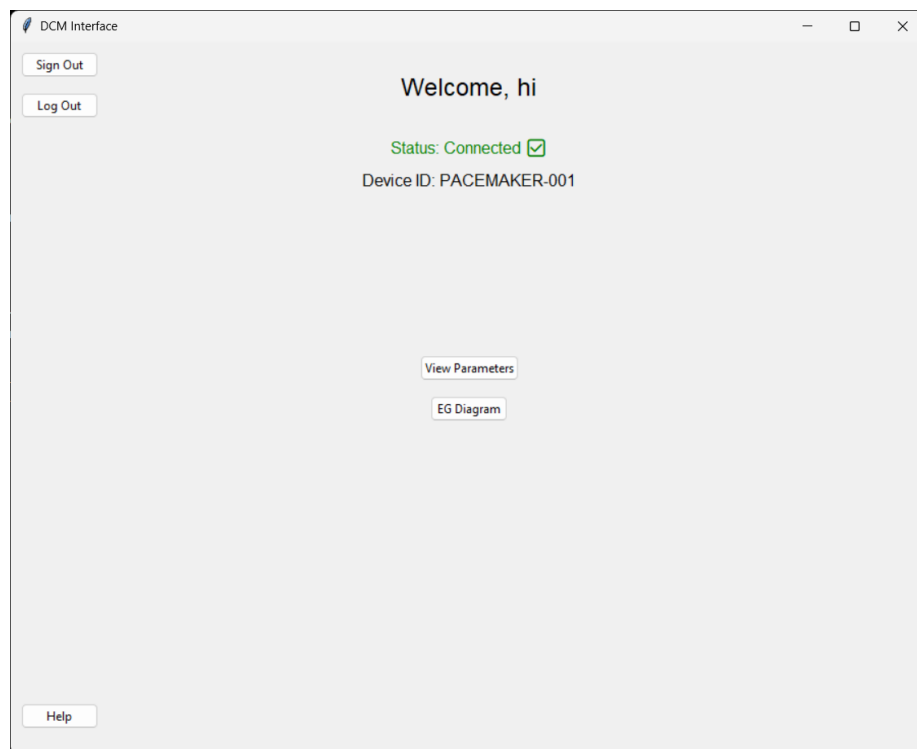 DCM Interface
Sign Out
Log Out
Welcome, hi
Status: Connected ☑
Device ID: PACEMAKER-001
View Parameters
EG Diagram
Help